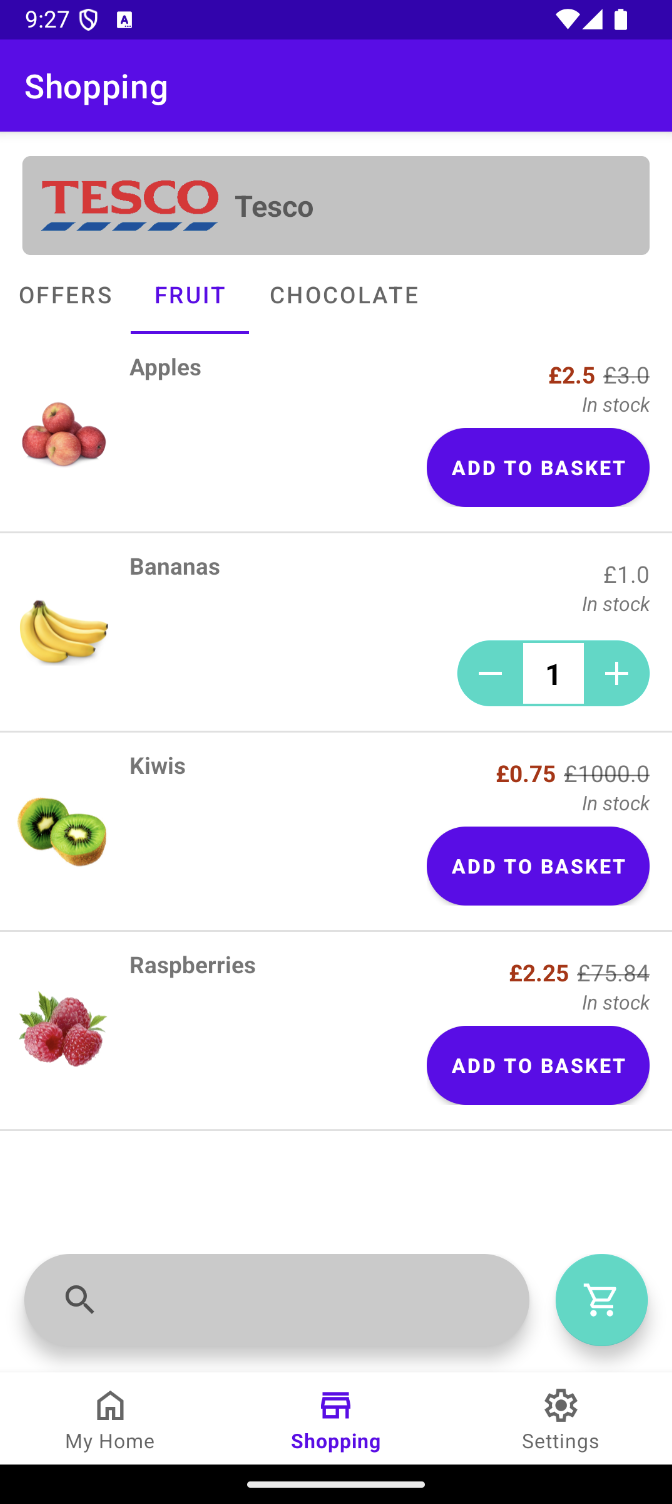 9:27
Shopping
TESCO Tesco
OFFERS FRUIT CHOCOLATE
Apples
£2.5 £3.0
In stock
ADD TO BASKET
Bananas
£1.0
In stock
1
Kiwis
£0.75 £1000.0
In stock
ADD TO BASKET
Raspberries
£2.25 £75.84
In stock
ADD TO BASKET
My Home Shopping Settings